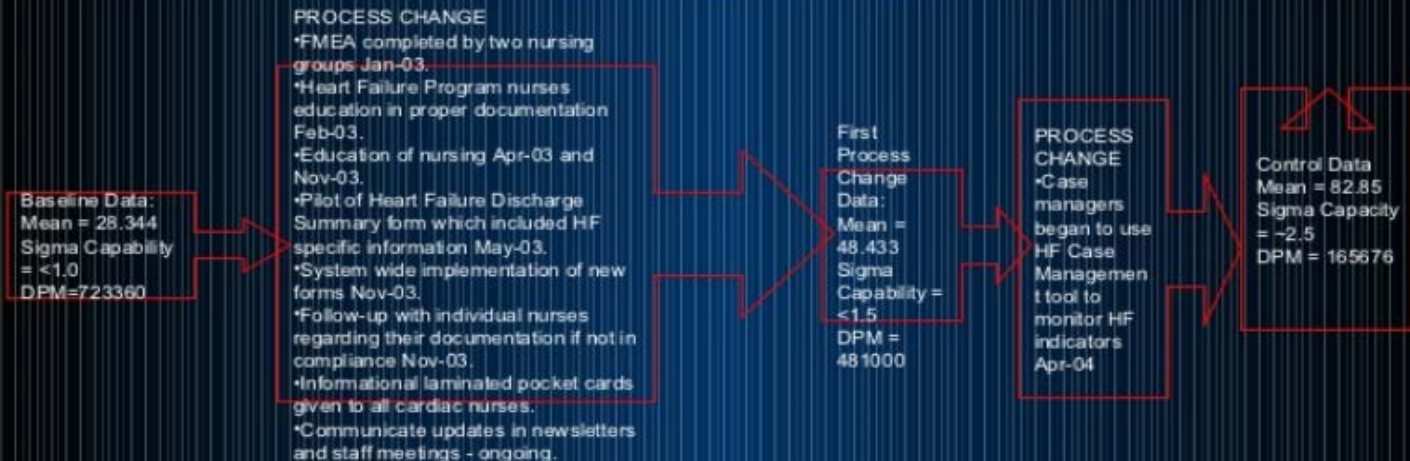 Baseline Data:
Mean = 28.344
Sigma Capability
= <1.0
DPM=723360
PROCESS CHANGE
•FMEA completed by two nursing
groups Jan-03.
•Heart Failure Program nurses
education in proper documentation
Feb-03.
•Education of nursing Apr-03 and
Nov-03.
•Pilot of Heart Failure Discharge
Summary form which included HF
specific information May-03.
•System wide implementation of new
forms Nov-03.
•Follow-up with individual nurses
regarding their documentation if not in
compliance Nov-03.
•Informational laminated pocket cards
given to all cardiac nurses.
•Communicate updates in newsletters
and staff meetings - ongoing.
First
Process
Change
Data:
Mean =
48.433
Sigma
Capability =
<1.5
DPM =
481000
PROCESS
CHANGE
•Case
managers
began to use
HF Case
Managemen
t tool to
monitor HF
indicators
Apr-04
Control Data
Mean = 82.85
Sigma Capacity
= ~2.5
DPM = 165676